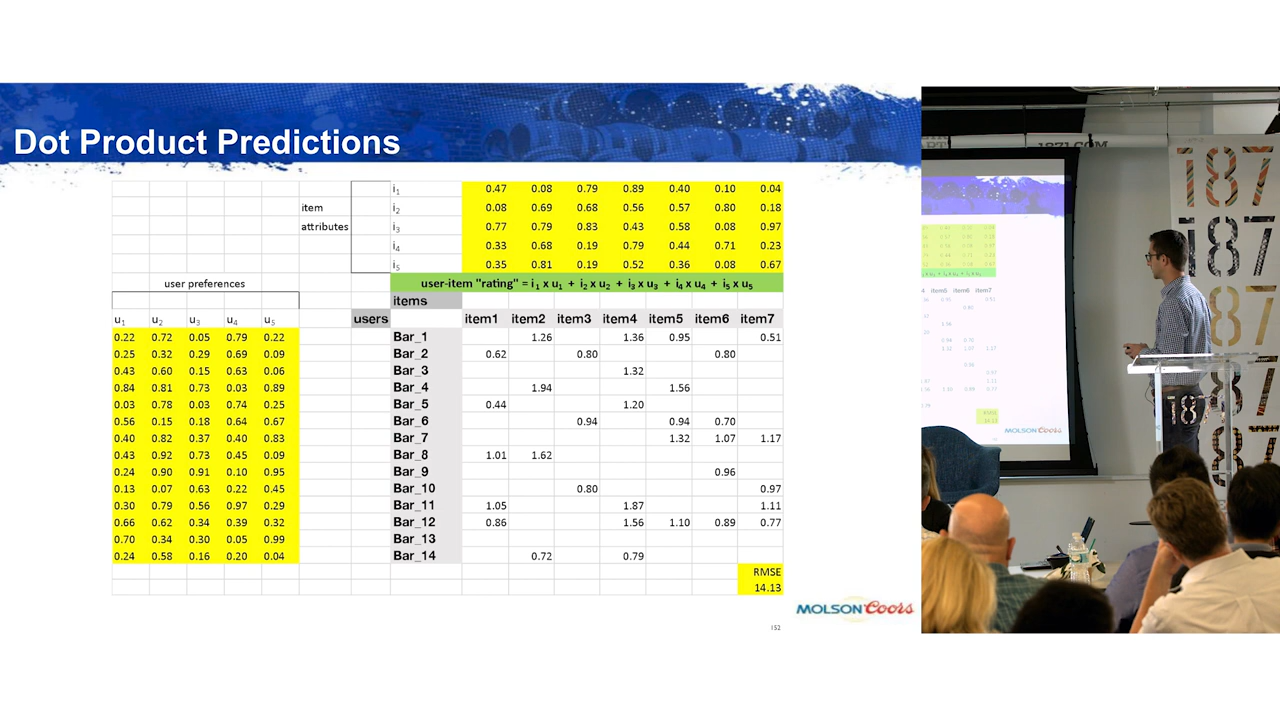 Dot Product Predictions
i1 0.47 0.08 0.79 0.89 0.40 0.10 0.04
item i2 0.08 0.69 0.68 0.56 0.57 0.80 0.18
attributes i3 0.77 0.79 0.83 0.43 0.58 0.08 0.97
i4 0.33 0.68 0.19 0.79 0.44 0.71 0.23
i5 0.35 0.81 0.19 0.52 0.36 0.08 0.67
user preferences user-item "rating" = i1 x u1 + i2 x u2 + i3 x u3 + i4 x u4 + i5 x u5
items
u1 u2 u3 u4 u5 users item1 item2 item3 item4 item5 item6 item7
0.22 0.72 0.05 0.79 0.22 Bar_1 1.26 1.36 0.95 0.51
0.25 0.32 0.29 0.69 0.09 Bar_2 0.62 0.80 0.80
0.43 0.60 0.15 0.63 0.06 Bar_3 1.32
0.84 0.81 0.73 0.03 0.89 Bar_4 1.94 1.56
0.03 0.78 0.03 0.74 0.25 Bar_5 0.44 1.20
0.56 0.15 0.18 0.64 0.67 Bar_6 0.94 0.94 0.70
0.40 0.82 0.37 0.40 0.83 Bar_7 1.32 1.07 1.17
0.43 0.92 0.73 0.45 0.09 Bar_8 1.01 1.62
0.24 0.90 0.91 0.10 0.95 Bar_9 0.96
0.13 0.07 0.63 0.22 0.45 Bar_10 0.80 0.97
0.30 0.79 0.56 0.97 0.29 Bar_11 1.05 1.87 1.11
0.66 0.62 0.34 0.39 0.32 Bar_12 0.86 1.56 1.10 0.89 0.77
0.70 0.34 0.30 0.05 0.99 Bar_13
0.24 0.58 0.16 0.20 0.04 Bar_14 0.72 0.79
RMSE
14.13
MOLSON Coors
152
1871.COM
187
187
187
187
87
187
item5 item6 item7
RMSE
14.13
MOLSON Coors